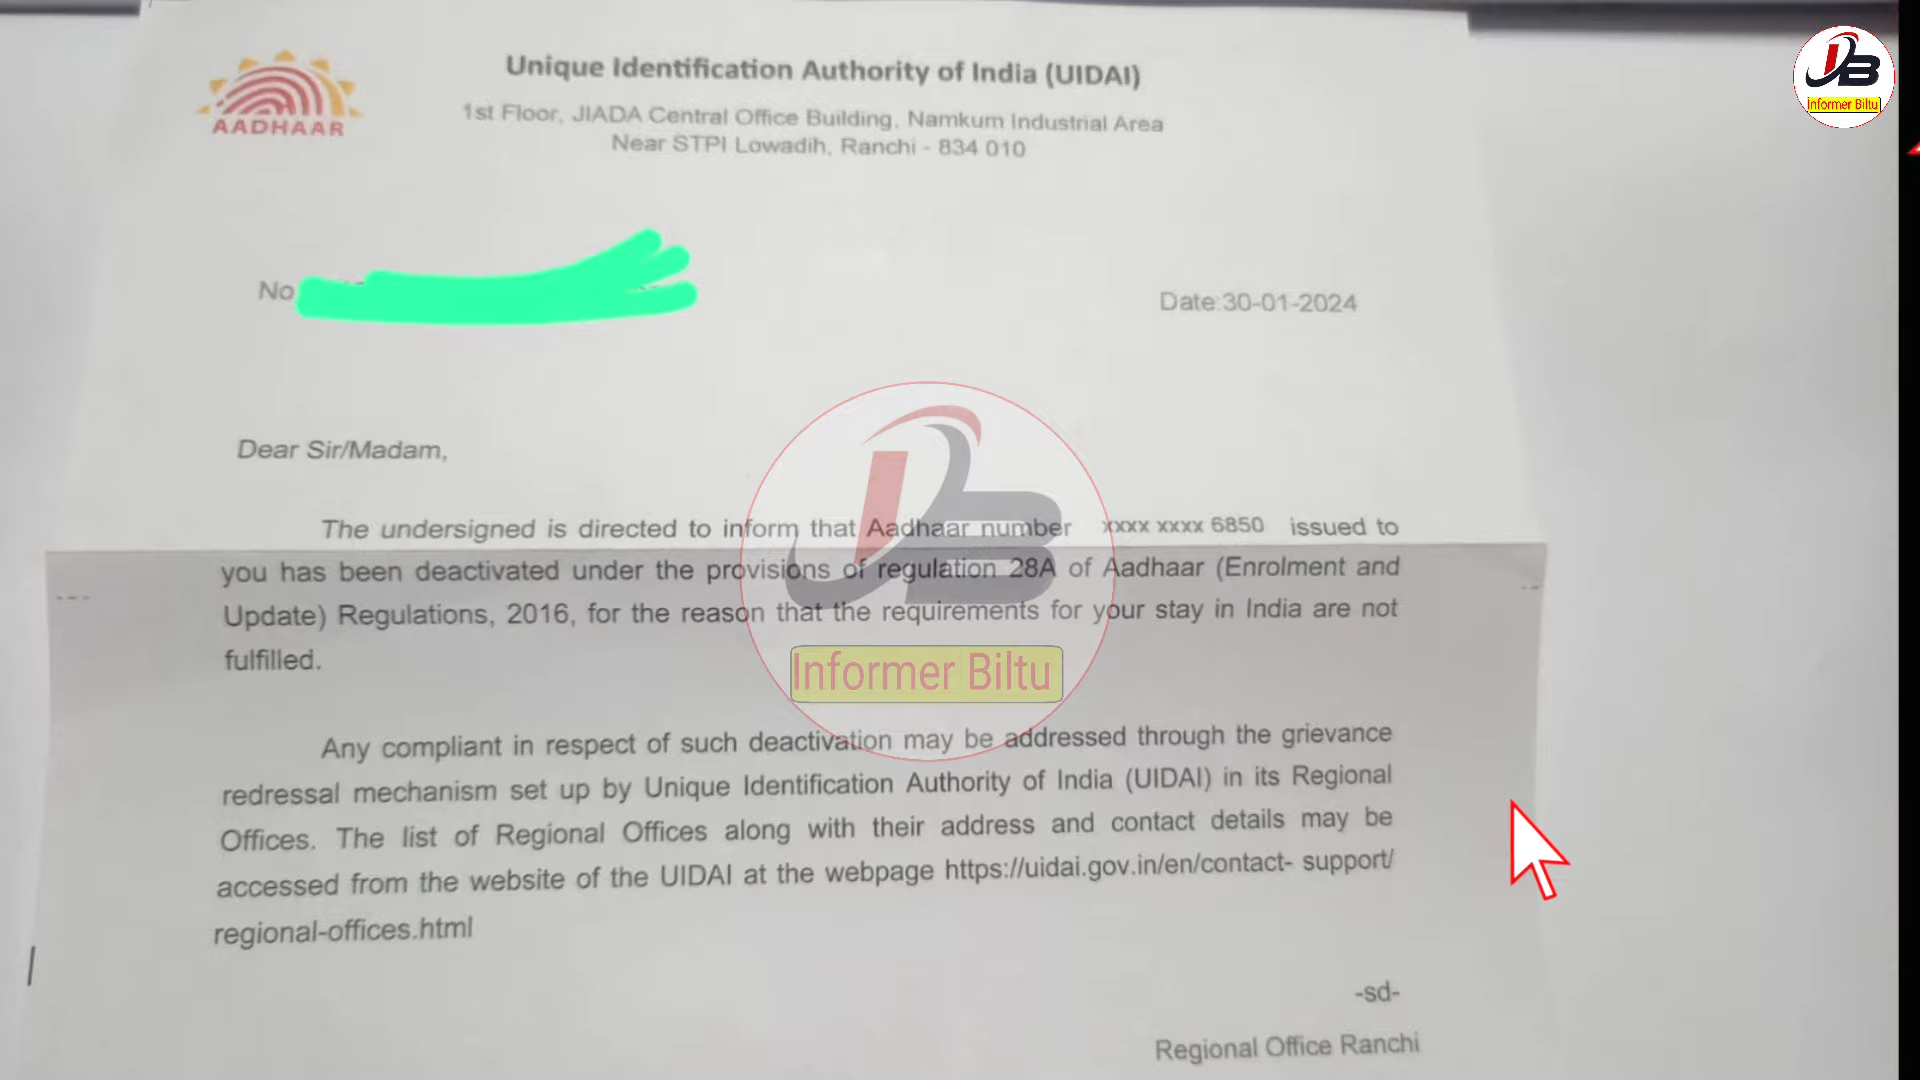 Unique Identification Authority of India (UIDAI)
1st Floor, JIADA Central Office Building, Namkum Industrial Area
Near STPI Lowadih, Ranchi - 834 010
AADHAAR
Informer Biltu
No
Date:30-01-2024
Dear Sir/Madam,
The undersigned is directed to inform that Aadhaar number xxxx xxxx 6850 issued to
you has been deactivated under the provisions of regulation 28A of Aadhaar (Enrolment and
Update) Regulations, 2016, for the reason that the requirements for your stay in India are not
fulfilled.
Informer Biltu
Any compliant in respect of such deactivation may be addressed through the grievance
redressal mechanism set up by Unique Identification Authority of India (UIDAI) in its Regional
Offices. The list of Regional Offices along with their address and contact details may be
accessed from the website of the UIDAI at the webpage https://uidai.gov.in/en/contact- support/
regional-offices.html
-sd-
Regional Office Ranchi